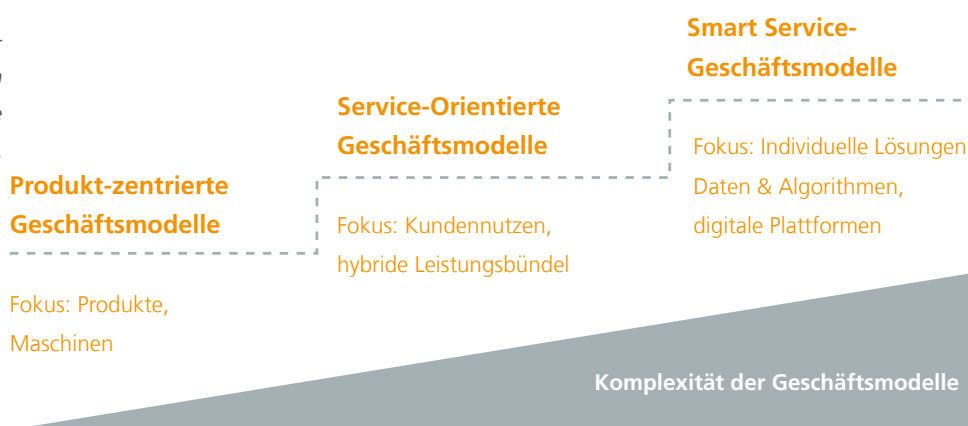 Produkt-zentrierte
Geschäftsmodelle
Fokus: Produkte,
Maschinen
Service-Orientierte
Geschäftsmodelle
Fokus: Kundennutzen,
hybride Leistungsbündel
Smart Service-
Geschäftsmodelle
Fokus: Individuelle Lösungen
Daten & Algorithmen,
digitale Plattformen
Komplexität der Geschäftsmodelle